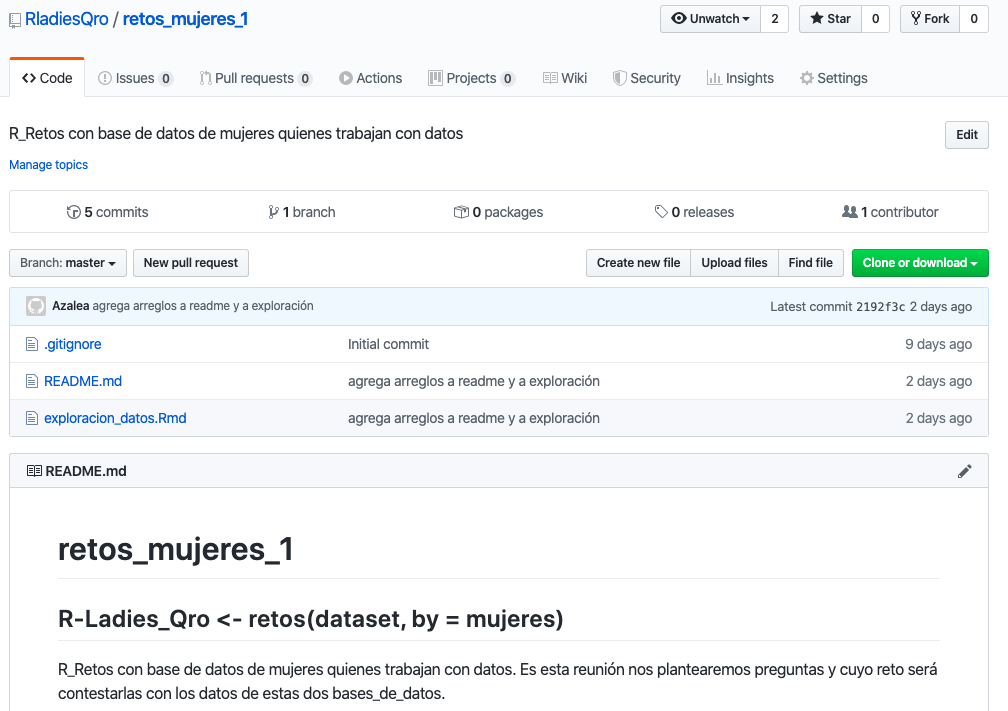 RladiesQro / retos_mujeres_1 Unwatch 2 Star 0 Fork 0
Code Issues 0 Pull requests 0 Actions Projects 0 Wiki Security Insights Settings
R_Retos con base de datos de mujeres quienes trabajan con datos Edit
Manage topics
5 commits 1 branch 0 packages 0 releases 1 contributor
Branch: master New pull request Create new file Upload files Find file Clone or download
Azalea agrega arreglos a readme y a exploración Latest commit 2192f3c 2 days ago
.gitignore Initial commit 9 days ago
README.md agrega arreglos a readme y a exploración 2 days ago
exploracion_datos.Rmd agrega arreglos a readme y a exploración 2 days ago
README.md
retos_mujeres_1
R-Ladies_Qro <- retos(dataset, by = mujeres)
R_Retos con base de datos de mujeres quienes trabajan con datos. Es esta reunión nos plantearemos preguntas y cuyo reto será
contestarlas con los datos de estas dos bases_de_datos.